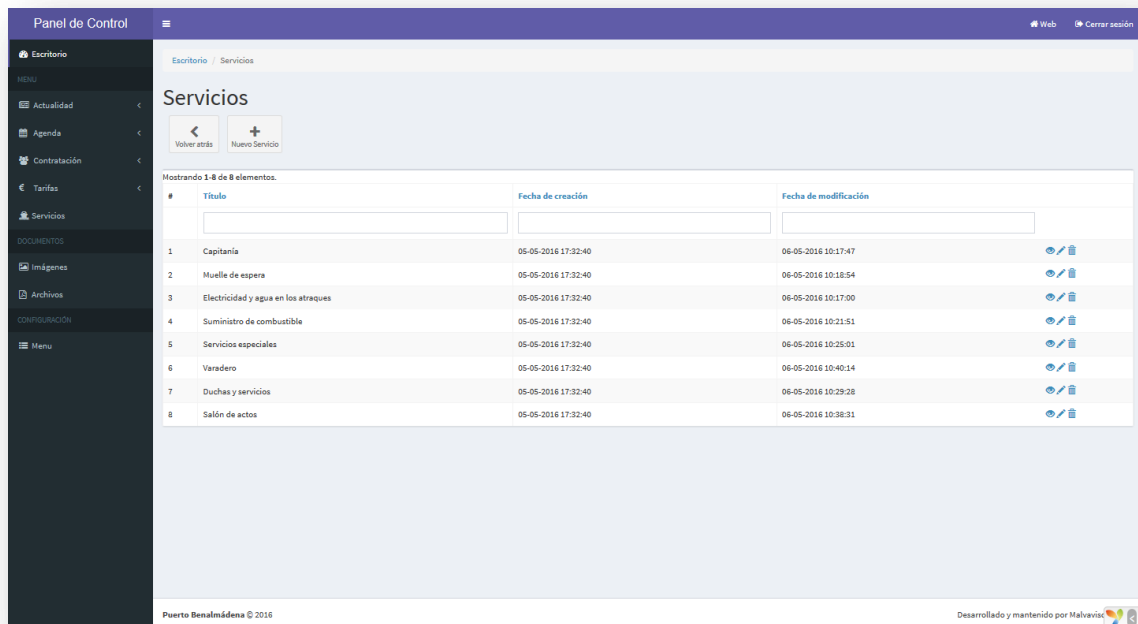 Panel de Control
Web Cerrar sesión
Escritorio
MENU
Actualidad
Agenda
Contratación
Tarifas
Servicios
DOCUMENTOS
Imágenes
Archivos
CONFIGURACIÓN
Menu
Escritorio / Servicios
Servicios
Volver atrás Nuevo Servicio
Mostrando 1-8 de 8 elementos.
# Título Fecha de creación Fecha de modificación
1 Capitanía 05-05-2016 17:32:40 06-05-2016 10:17:47
2 Muelle de espera 05-05-2016 17:32:40 06-05-2016 10:18:54
3 Electricidad y agua en los atraques 05-05-2016 17:32:40 06-05-2016 10:17:00
4 Suministro de combustible 05-05-2016 17:32:40 06-05-2016 10:21:51
5 Servicios especiales 05-05-2016 17:32:40 06-05-2016 10:25:01
6 Varadero 05-05-2016 17:32:40 06-05-2016 10:40:14
7 Duchas y servicios 05-05-2016 17:32:40 06-05-2016 10:29:28
8 Salón de actos 05-05-2016 17:32:40 06-05-2016 10:38:31
Puerto Benalmádena © 2016
Desarrollado y mantenido por